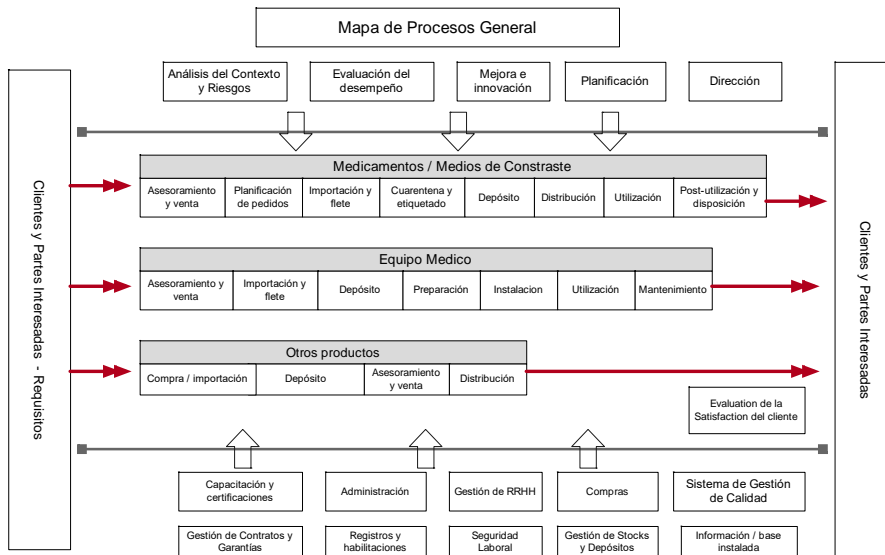 Mapa de Procesos General
Análisis del Contexto
y Riesgos
Evaluación del
desempeño
Mejora e
innovación
Planificación
Dirección
Clientes y Partes Interesadas - Requisitos
Medicamentos / Medios de Constraste
Asesoramiento
y venta
Planificación
de pedidos
Importación y
flete
Cuarentena y
etiquetado
Depósito
Distribución
Utilización
Post-utilización y
disposición
Equipo Medico
Asesoramiento y
venta
Importación y
flete
Depósito
Preparación
Instalacion
Utilización
Mantenimiento
Otros productos
Compra / importación
Depósito
Asesoramiento
y venta
Distribución
Evaluation de la
Satisfaction del cliente
Clientes y Partes Interesadas
Capacitación y
certificaciones
Administración
Gestión de RRHH
Compras
Sistema de Gestión
de Calidad
Gestión de Contratos y
Garantías
Registros y
habilitaciones
Seguridad
Laboral
Gestión de Stocks
y Depósitos
Información / base
instalada